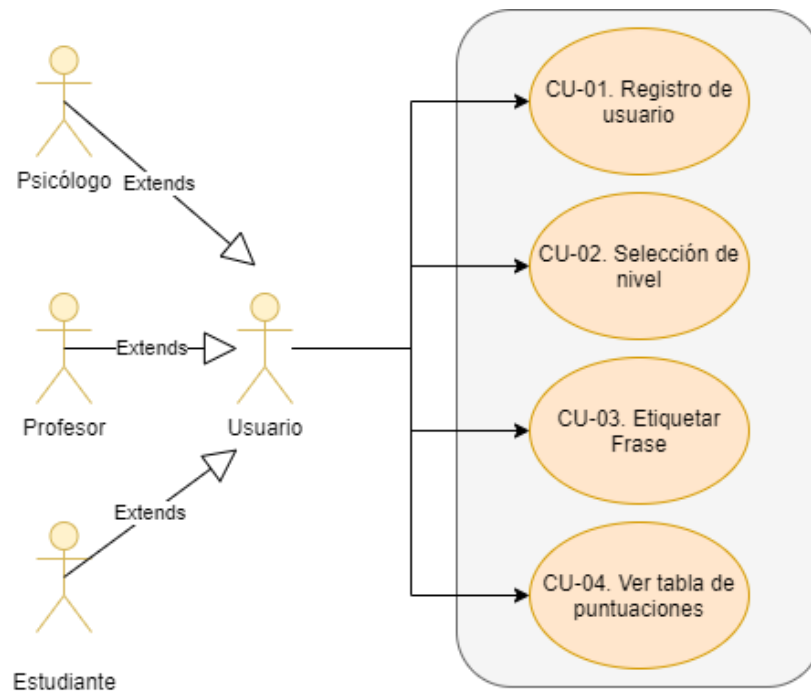 CU-01. Registro de
usuario
Psicólogo
Extends
CU-02. Selección de
nivel
Extends
Profesor
Usuario
CU-03. Etiquetar
Frase
Extends
CU-04. Ver tabla de
puntuaciones
Estudiante